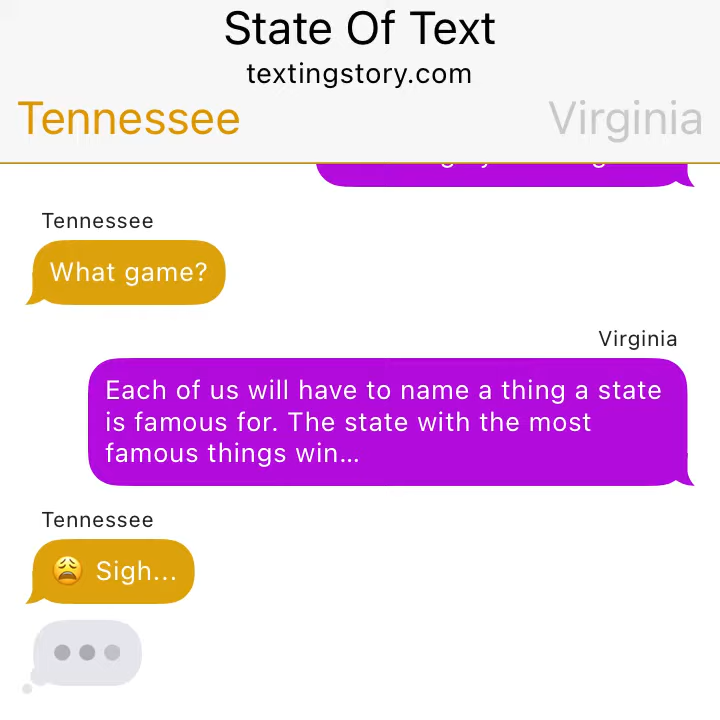 State Of Text
textingstory.com
Tennessee Virginia
Tennessee
What game?
Virginia
Each of us will have to name a thing a state
is famous for. The state with the most
famous things win...
Tennessee
😩 Sigh...